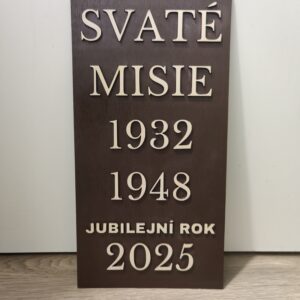 SVATÉ
MISIE
1932
1948
JUBILEJNÍ ROK
2025